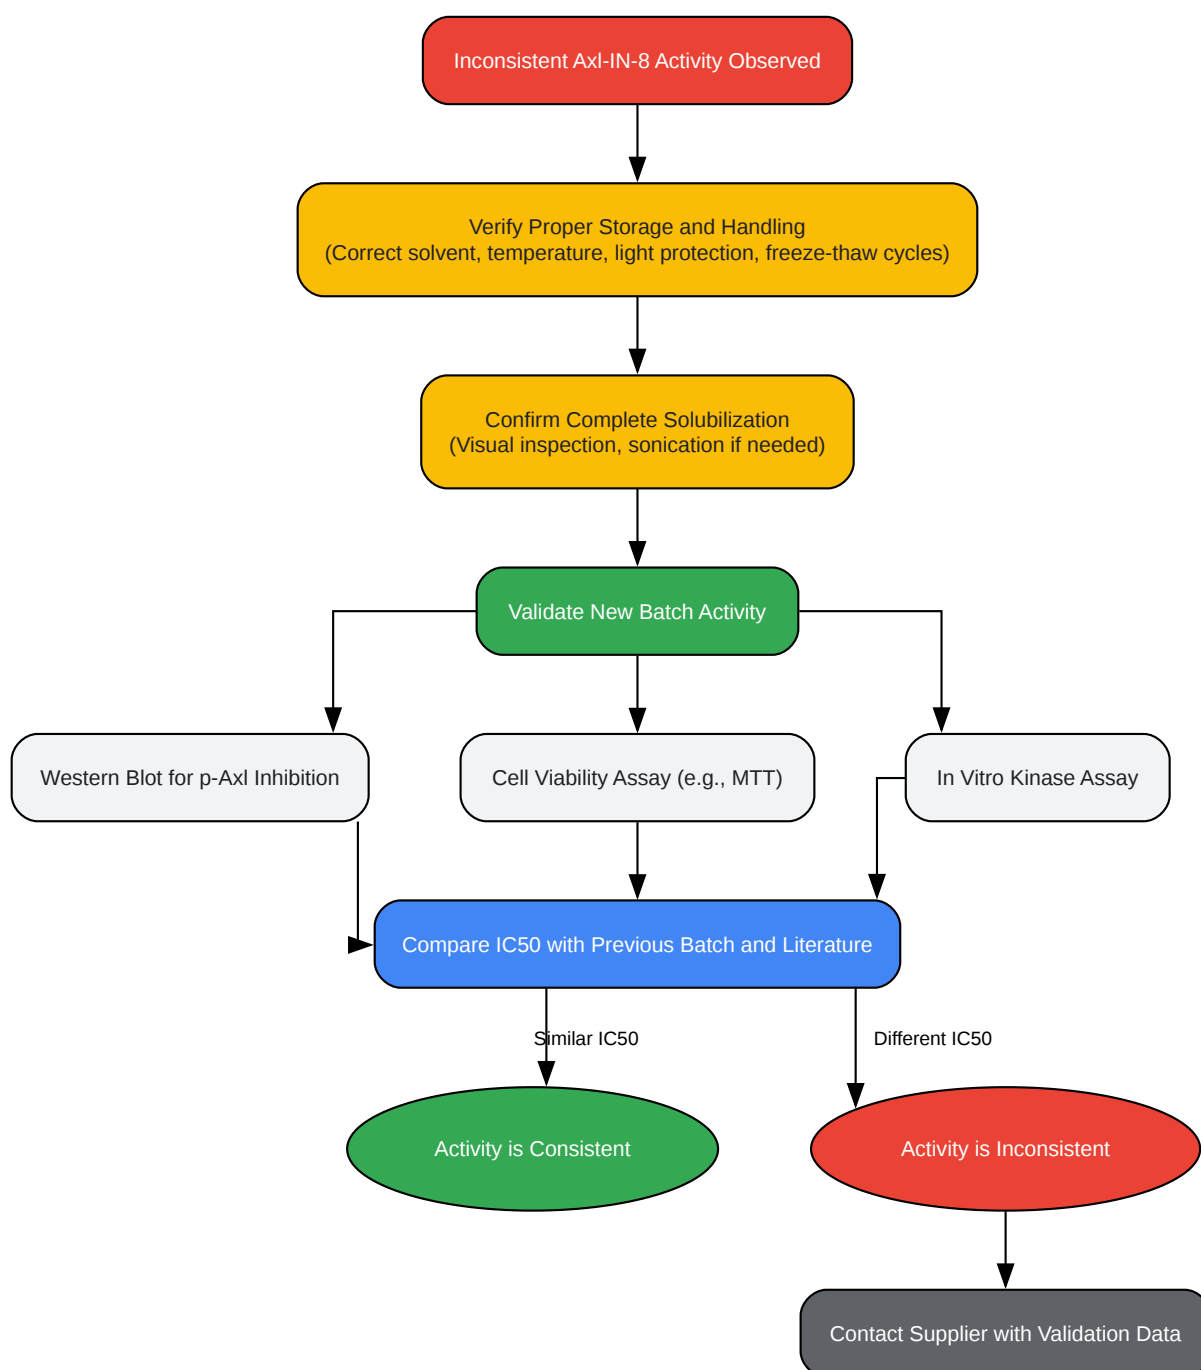 Inconsistent Axl-IN-8 Activity Observed
Verify Proper Storage and Handling
(Correct solvent, temperature, light protection, freeze-thaw cycles)
Confirm Complete Solubilization
(Visual inspection, sonication if needed)
Validate New Batch Activity
Western Blot for p-Axl Inhibition
Cell Viability Assay (e.g., MTT)
In Vitro Kinase Assay
Compare IC50 with Previous Batch and Literature
Similar IC50
Different IC50
Activity is Consistent
Activity is Inconsistent
Contact Supplier with Validation Data